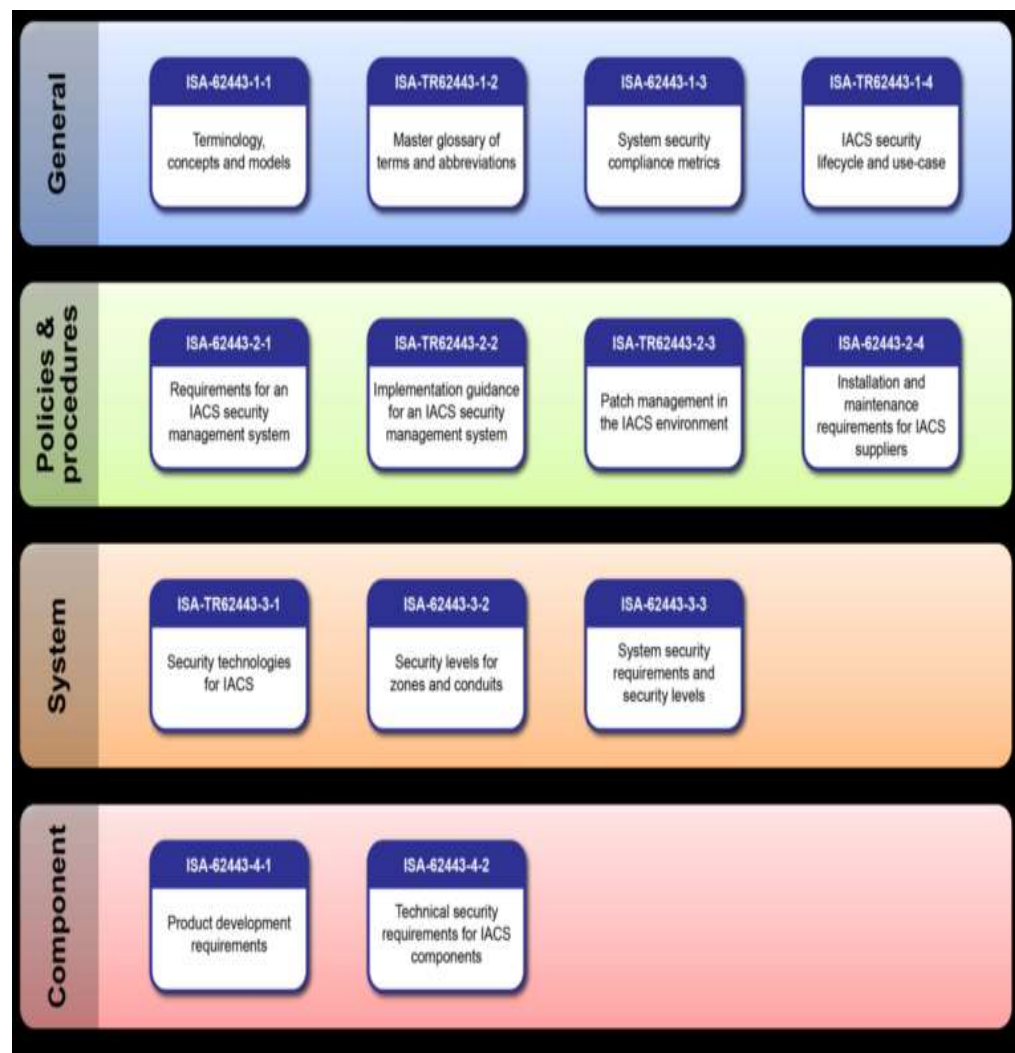 General
ISA-62443-1-1
Terminology,
concepts and models
ISA-TR62443-1-2
Master glossary of
terms and abbreviations
ISA-62443-1-3
System security
compliance metrics
ISA-TR62443-1-4
IACS security
lifecycle and use-case
Policies &
procedures
ISA-62443-2-1
Requirements for an
IACS security
management system
ISA-TR62443-2-2
Implementation guidance
for an IACS security
management system
ISA-TR62443-2-3
Patch management in
the IACS environment
ISA-62443-2-4
Installation and
maintenance
requirements for IACS
suppliers
System
ISA-TR62443-3-1
Security technologies
for IACS
ISA-62443-3-2
Security levels for
zones and conduits
ISA-62443-3-3
System security
requirements and
security levels
Component
ISA-62443-4-1
Product development
requirements
ISA-62443-4-2
Technical security
requirements for IACS
components